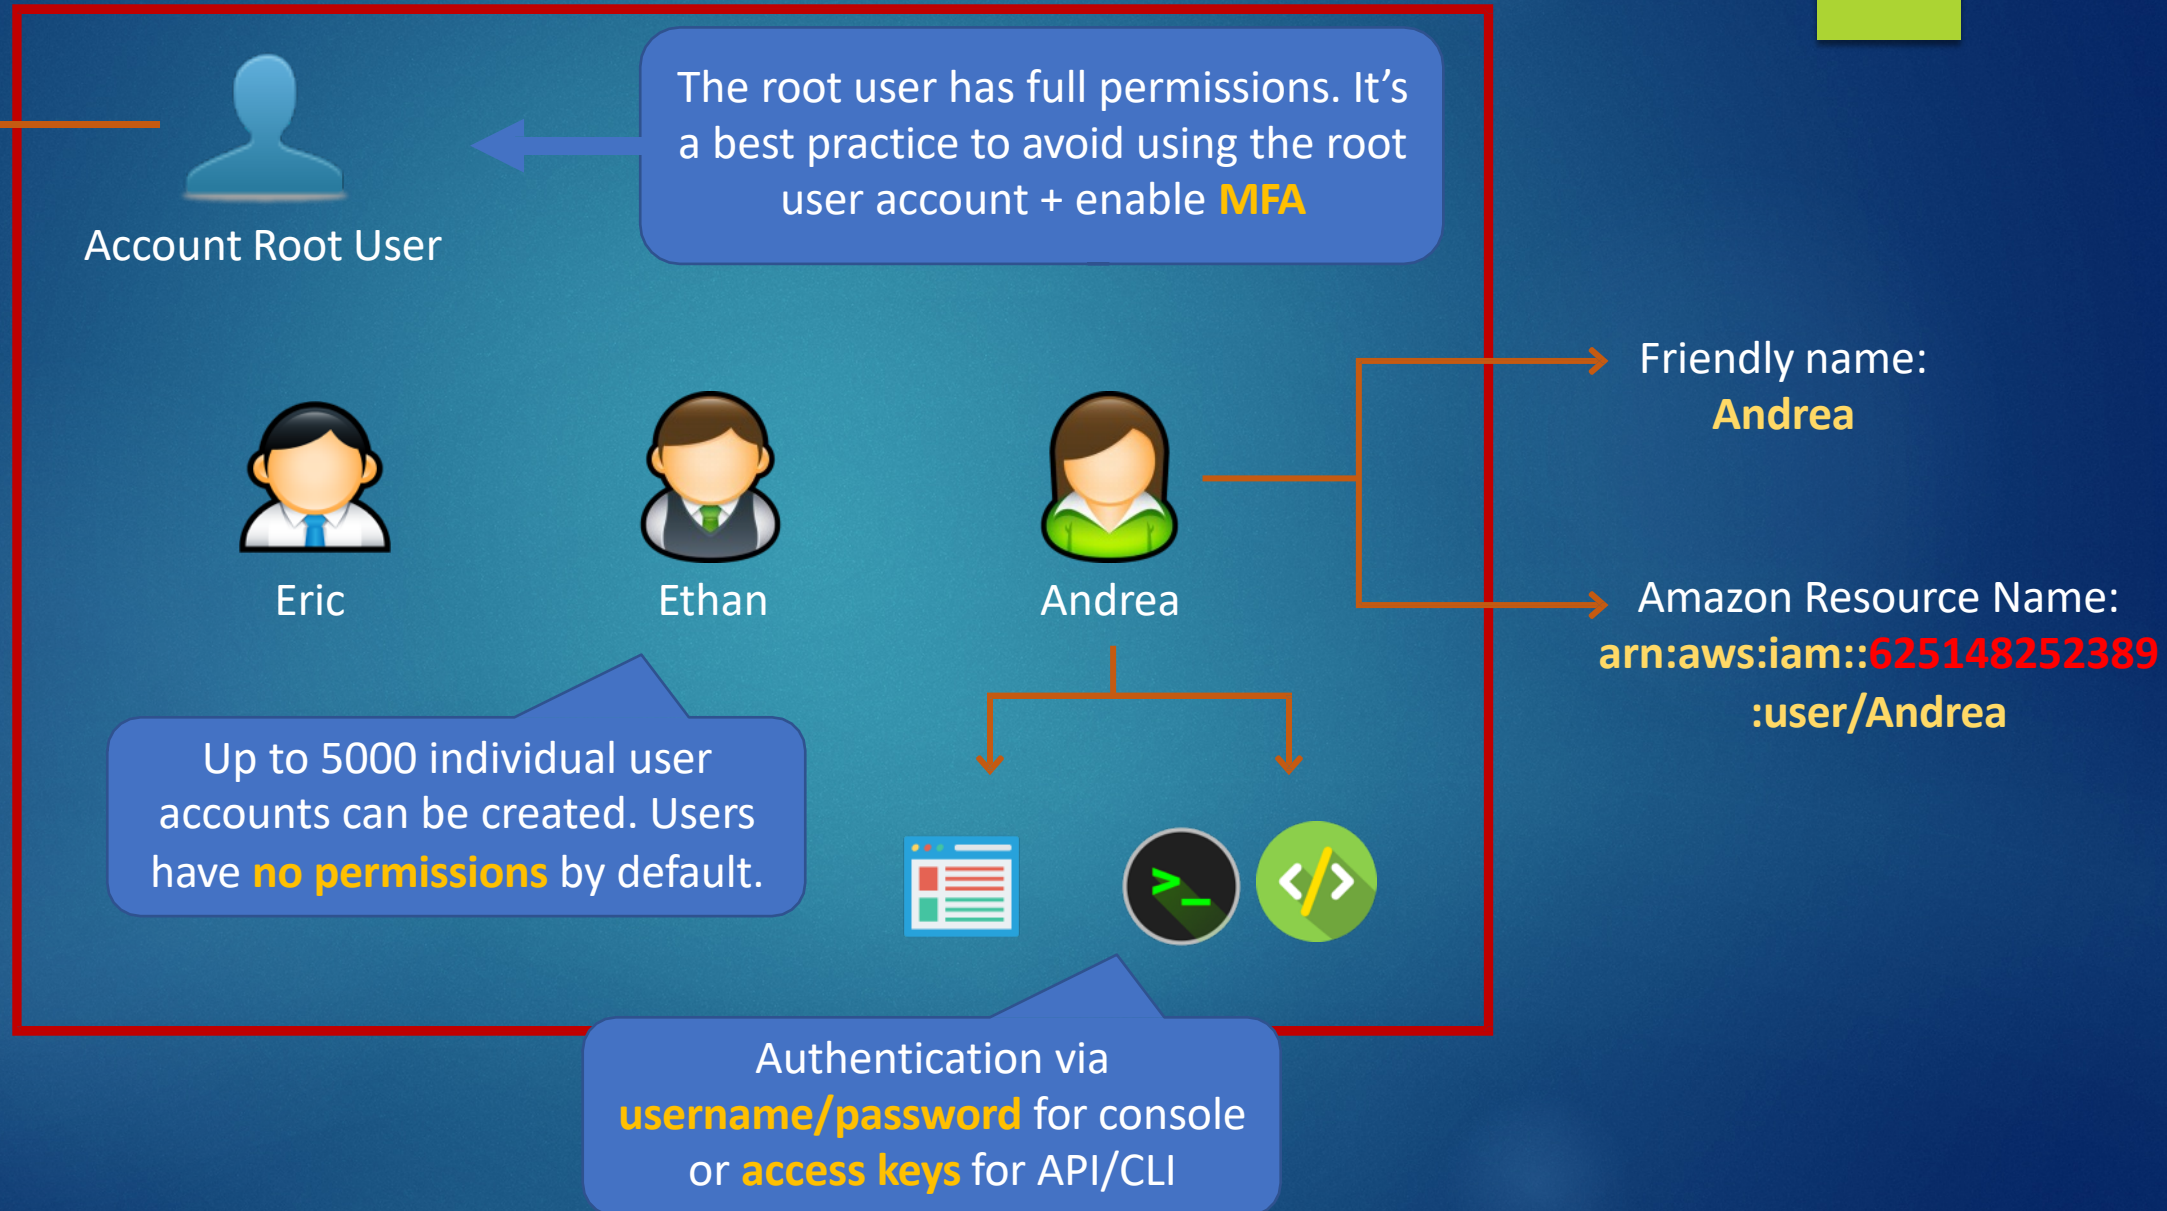 The root user has full permissions. It’s
a best practice to avoid using the root
user account + enable MFA
Account Root User
Friendly name:
Andrea
Eric
Ethan
Andrea
Amazon Resource Name:
arn:aws:iam::625148252389
:user/Andrea
Up to 5000 individual user
accounts can be created. Users
have no permissions by default.
>_
</>
Authentication via
username/password for console
or access keys for API/CLI